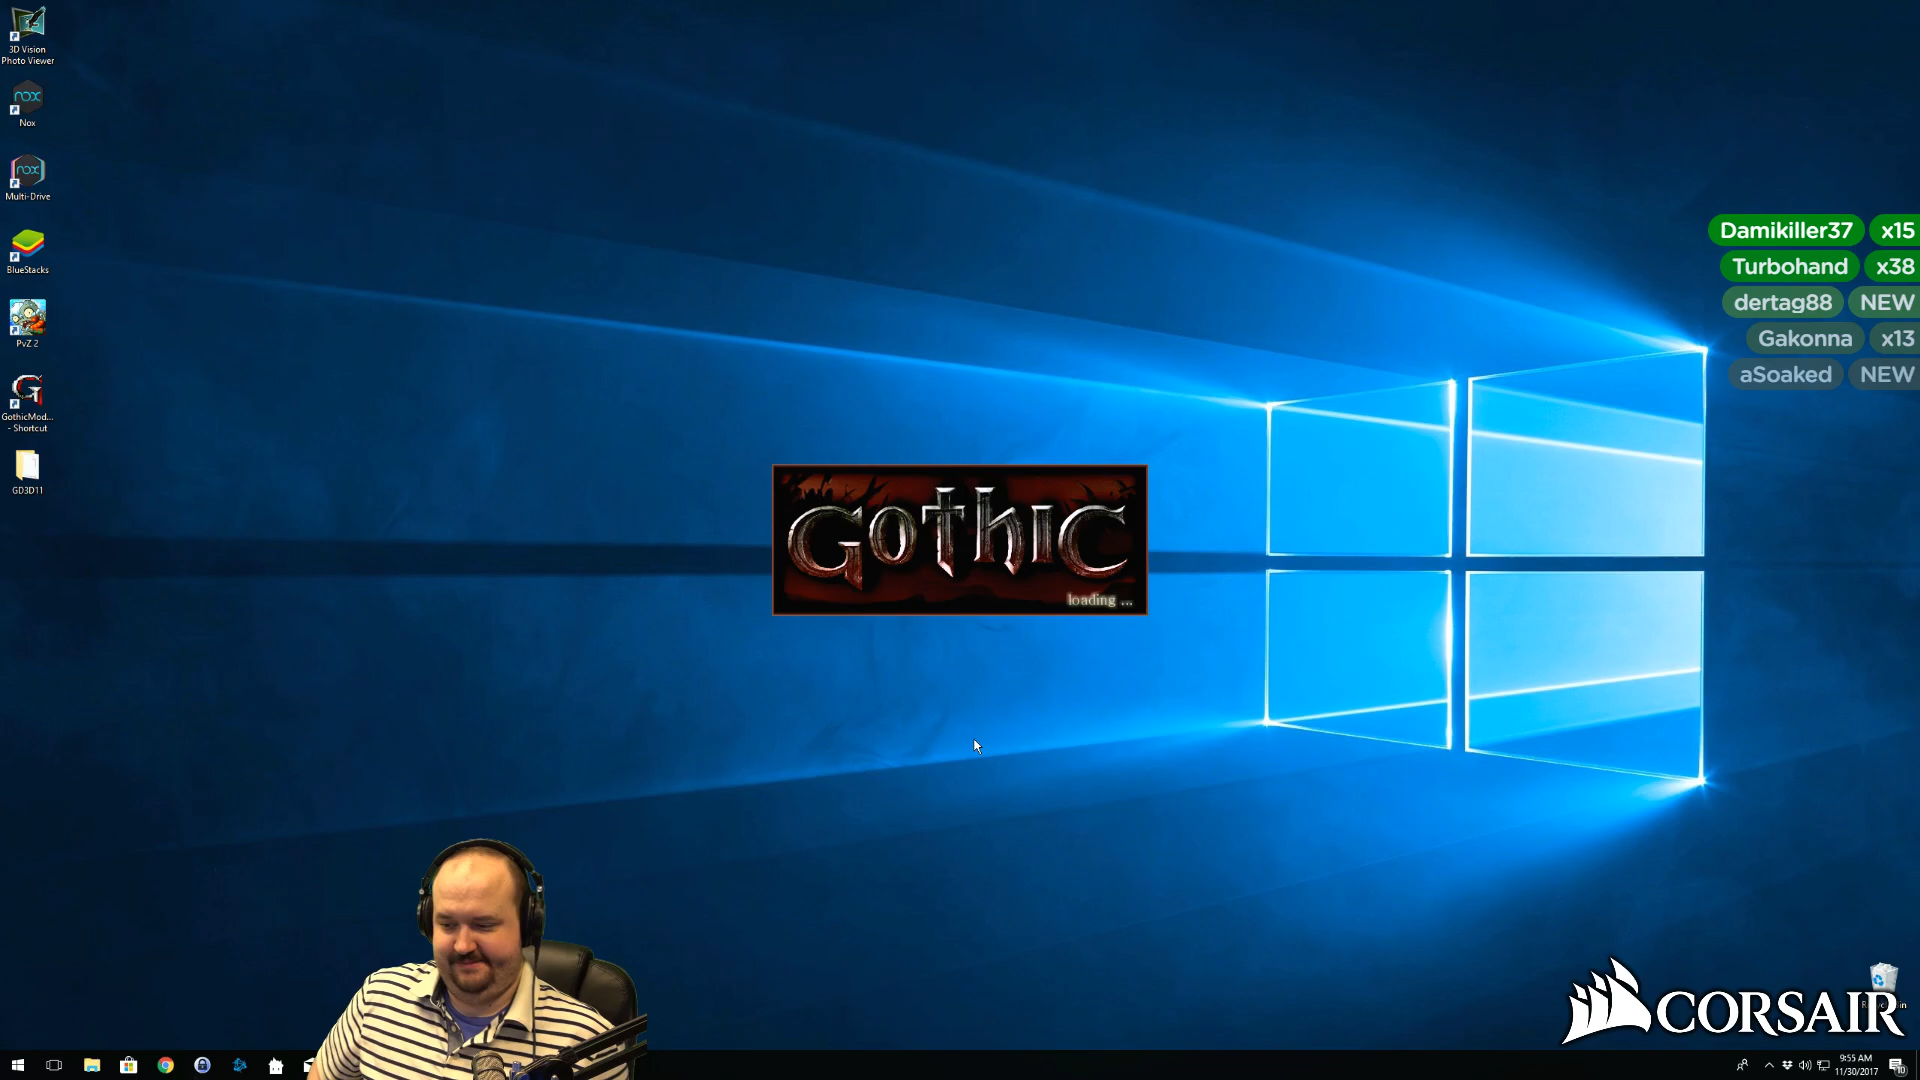 3D Vision
Photo Viewer
nox
Nox
nox
Multi-Drive
BlueStacks
PvZ 2
GothicMod...
- Shortcut
GD3D11
Damikiller37 x15
Turbohand x38
dertag88 NEW
Gakonna x13
aSoaked NEW
GOTHIC
loading ...
CORSAIR
9:55 AM
11/30/2017
10